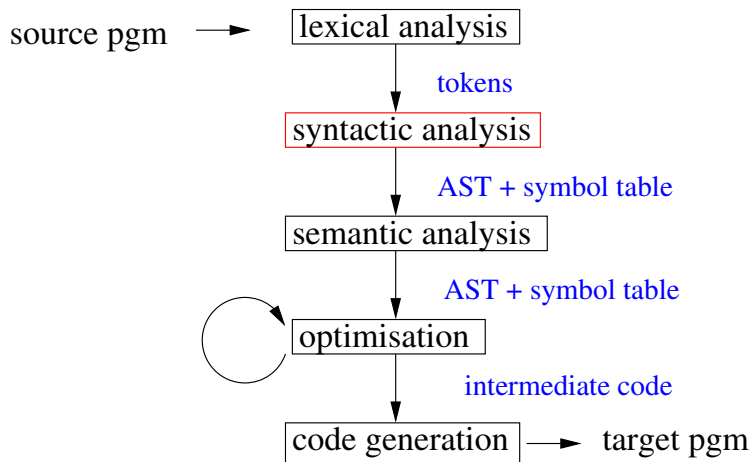 source pgm
lexical analysis
tokens
syntactic analysis
AST + symbol table
semantic analysis
AST + symbol table
optimisation
intermediate code
code generation
target pgm